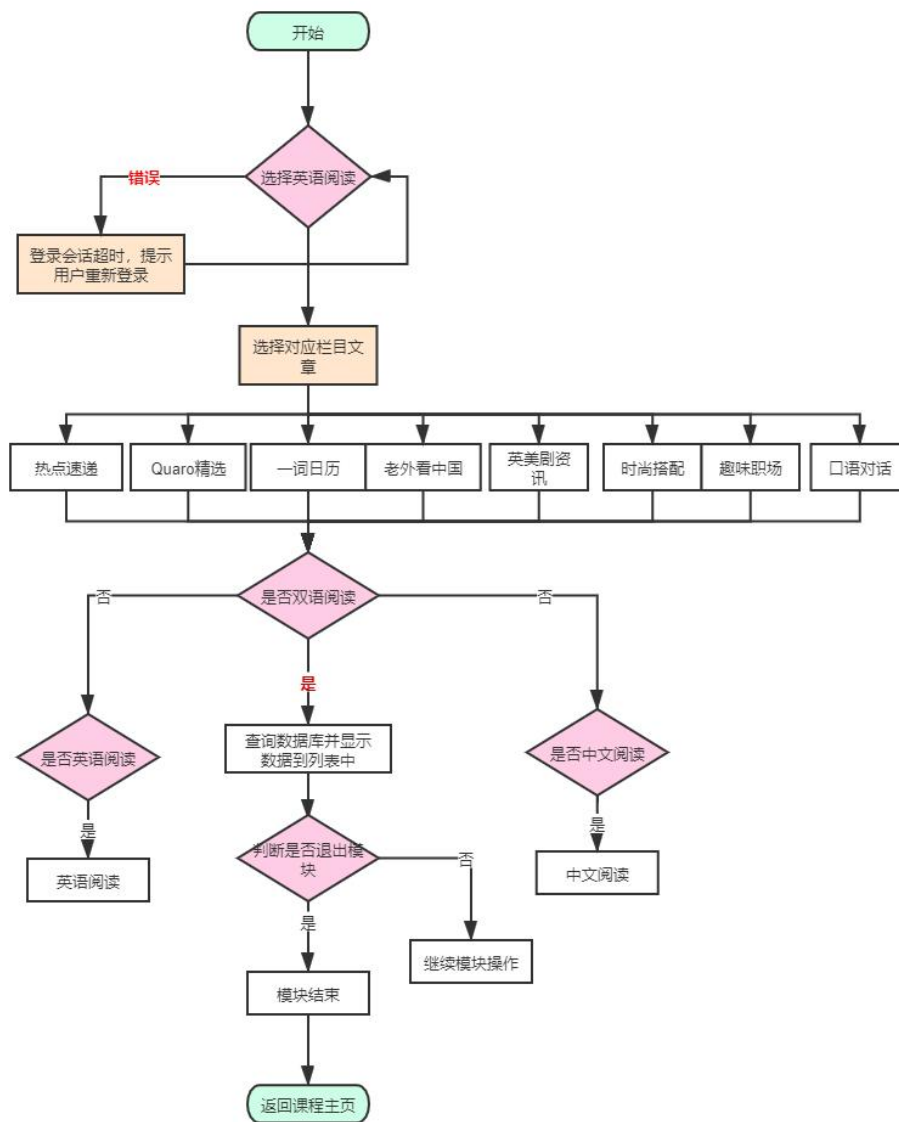 开始
选择英语阅读
错误
登录会话超时，提示
用户重新登录
选择对应栏目文
章
热点速递
Quaro精选
一词日历
老外看中国
英美剧资
讯
时尚搭配
趣味职场
口语对话
是否双语阅读
否
否
是
是否英语阅读
查询数据库并显示
数据到列表中
是否中文阅读
是
是
英语阅读
判断是否退出模
块
否
中文阅读
是
继续模块操作
模块结束
返回课程主页